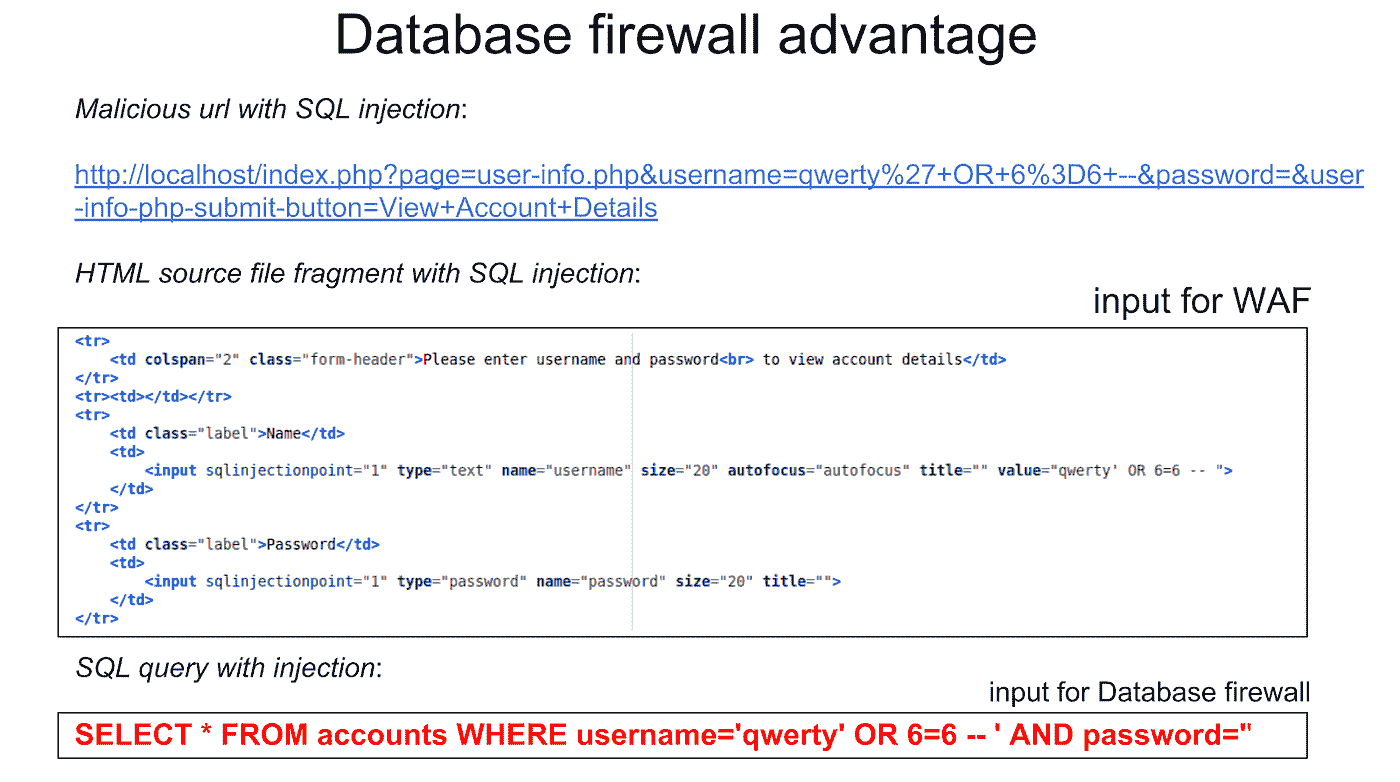 Database firewall advantage
Malicious url with SQL injection:
http://localhost/index.php?page=user-info.php&username=qwerty%27+OR+6%3D6+--&password=&user
-info-php-submit-button=View+Account+Details
HTML source file fragment with SQL injection:
input for WAF
<tr>
<td colspan="2" class="form-header">Please enter username and password<br> to view account details</td>
</tr>
<tr><td></td></tr>
<tr>
<td class="label">Name</td>
<td>
<input sqlinjectionpoint="1" type="text" name="username" size="20" autofocus="autofocus" title="" value="qwerty' OR 6=6 -- ">
</td>
</tr>
<tr>
<td class="label">Password</td>
<td>
<input sqlinjectionpoint="1" type="password" name="password" size="20" title="">
</td>
</tr>
SQL query with injection:
input for Database firewall
SELECT * FROM accounts WHERE username='qwerty' OR 6=6 -- ' AND password=''